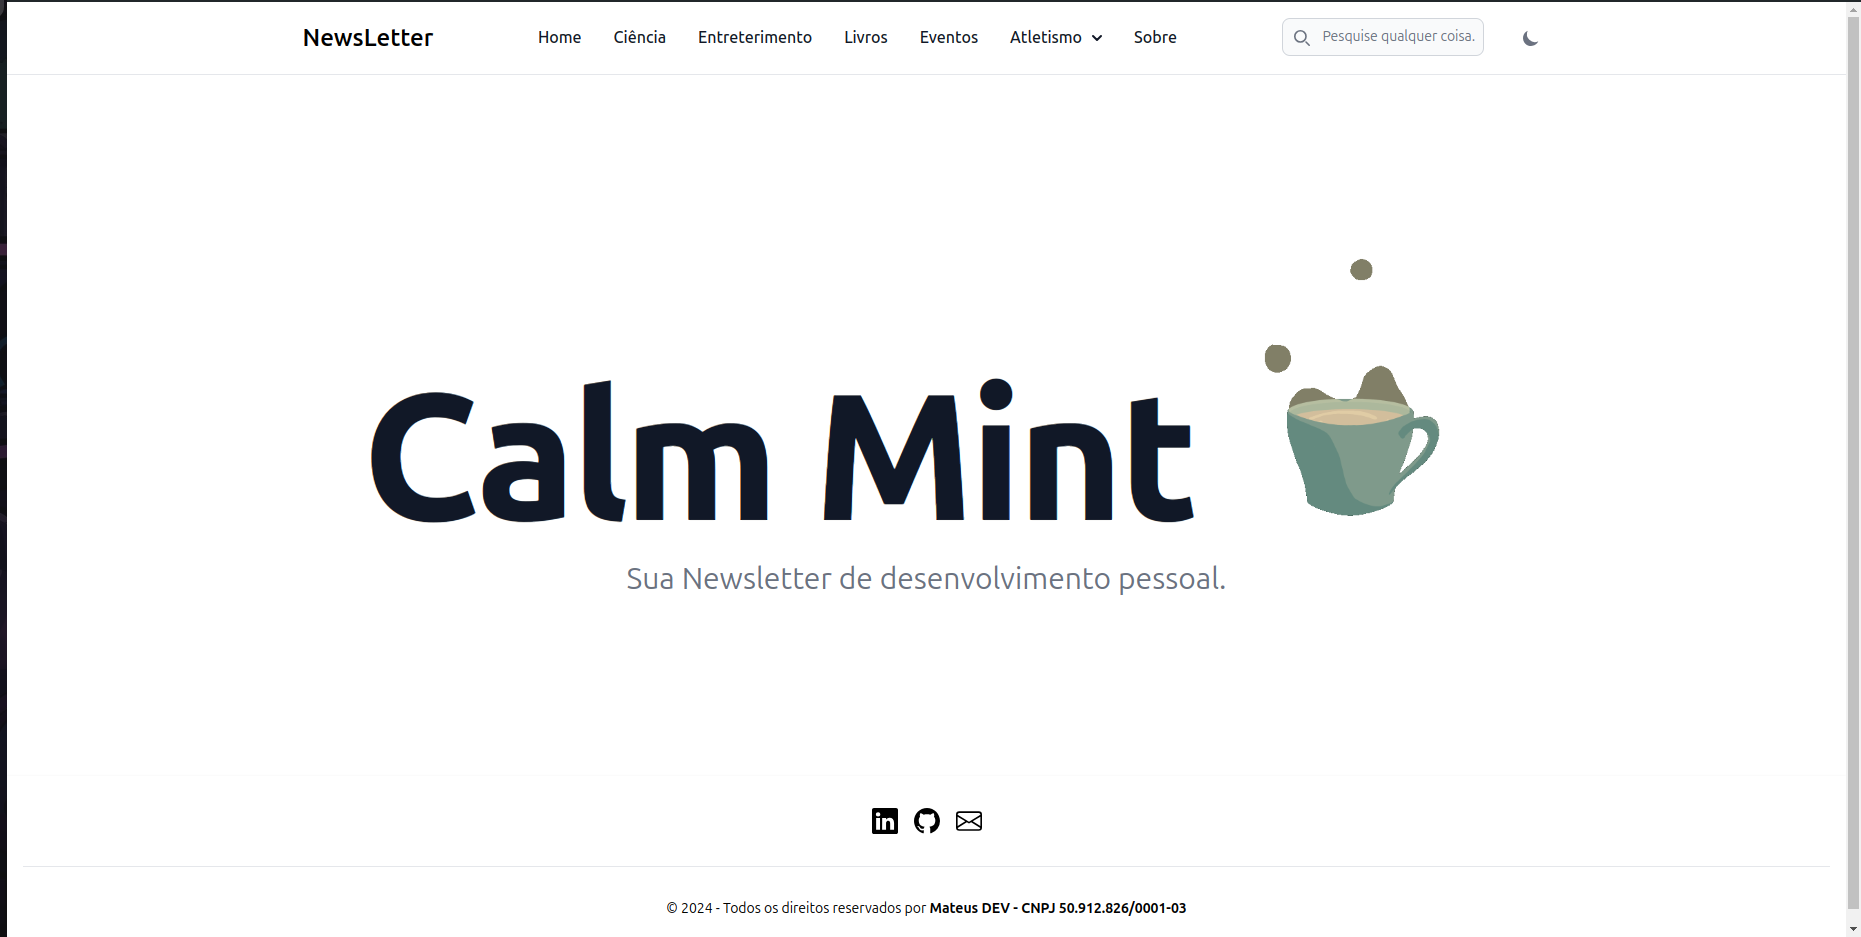 NewsLetter Home Ciência Entreterimento Livros Eventos Atletismo Sobre Pesquise qualquer coisa.
Calm Mint
Sua Newsletter de desenvolvimento pessoal.
in
© 2024 - Todos os direitos reservados por Mateus DEV - CNPJ 50.912.826/0001-03